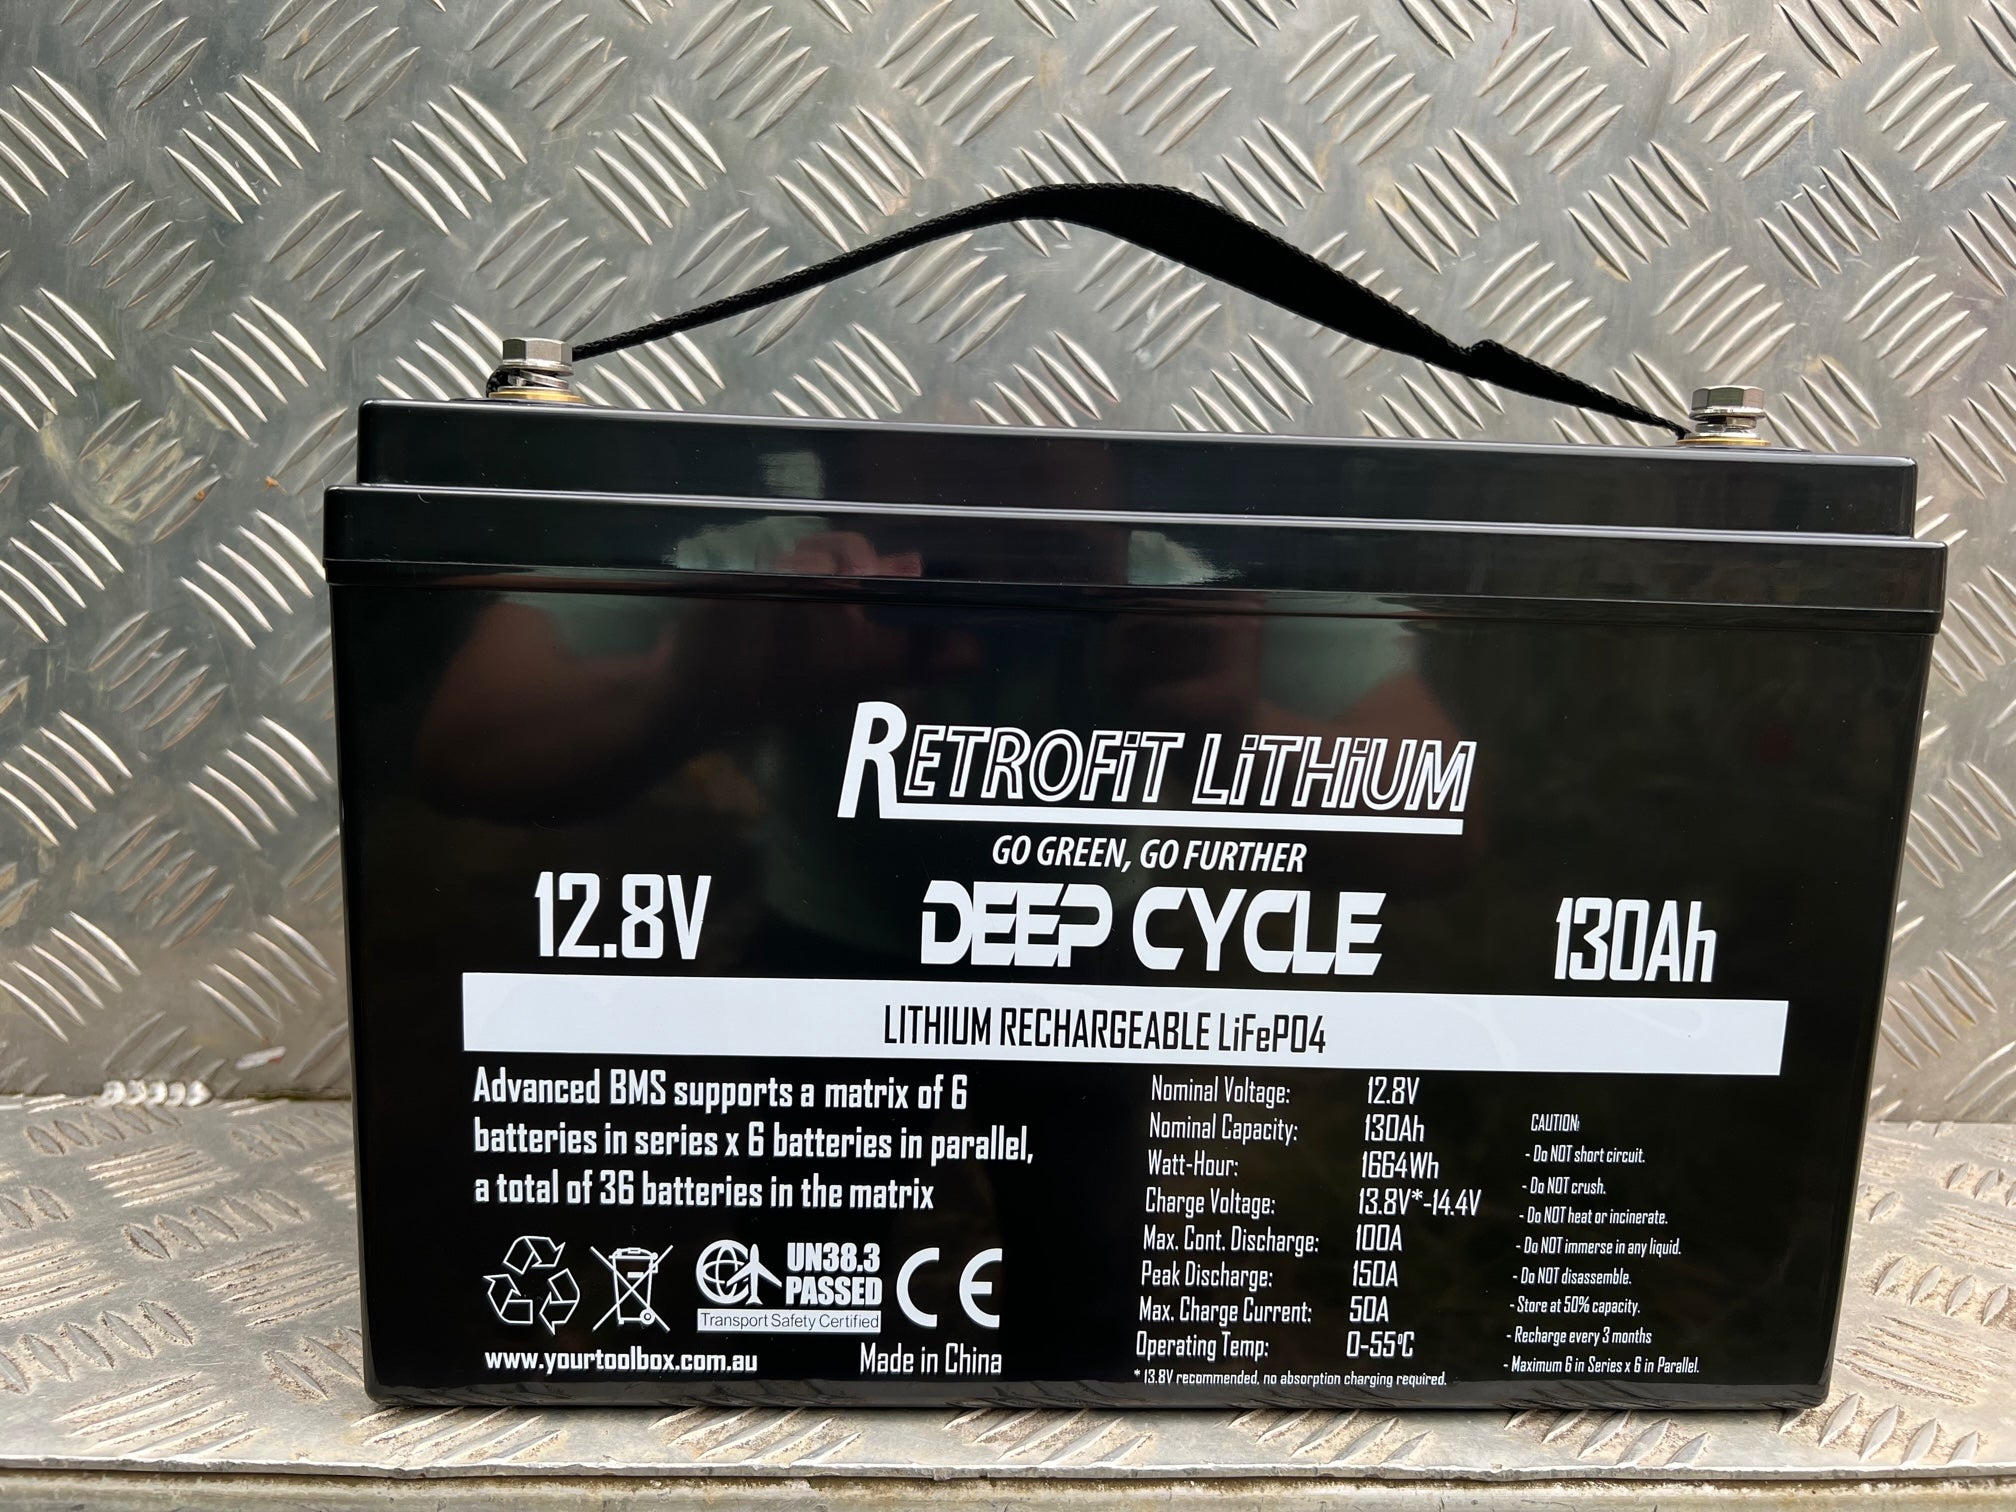 RETROFiT LiTHiUM
GO GREEN, GO FURTHER
12.8V
DEEP CYCLE
130Ah
LITHIUM RECHARGEABLE LiFePO4
Advanced BMS supports a matrix of 6
batteries in series x 6 batteries in parallel,
a total of 36 batteries in the matrix
UN38.3
PASSED
Transport Safety Certified
CE
www.yourtoolbox.com.au
Made in China
Nominal Voltage: 12.8V
Nominal Capacity: 130Ah
Watt-Hour: 1664Wh
Charge Voltage: 13.8V*-14.4V
Max. Cont. Discharge: 100A
Peak Discharge: 150A
Max. Charge Current: 50A
Operating Temp: 0-55°C
* 13.8V recommended, no absorption charging required.
CAUTION:
- Do NOT short circuit.
- Do NOT crush.
- Do NOT heat or incinerate.
- Do NOT immerse in any liquid.
- Do NOT disassemble.
- Store at 50% capacity.
- Recharge every 3 months
- Maximum 6 in Series x 6 in Parallel.